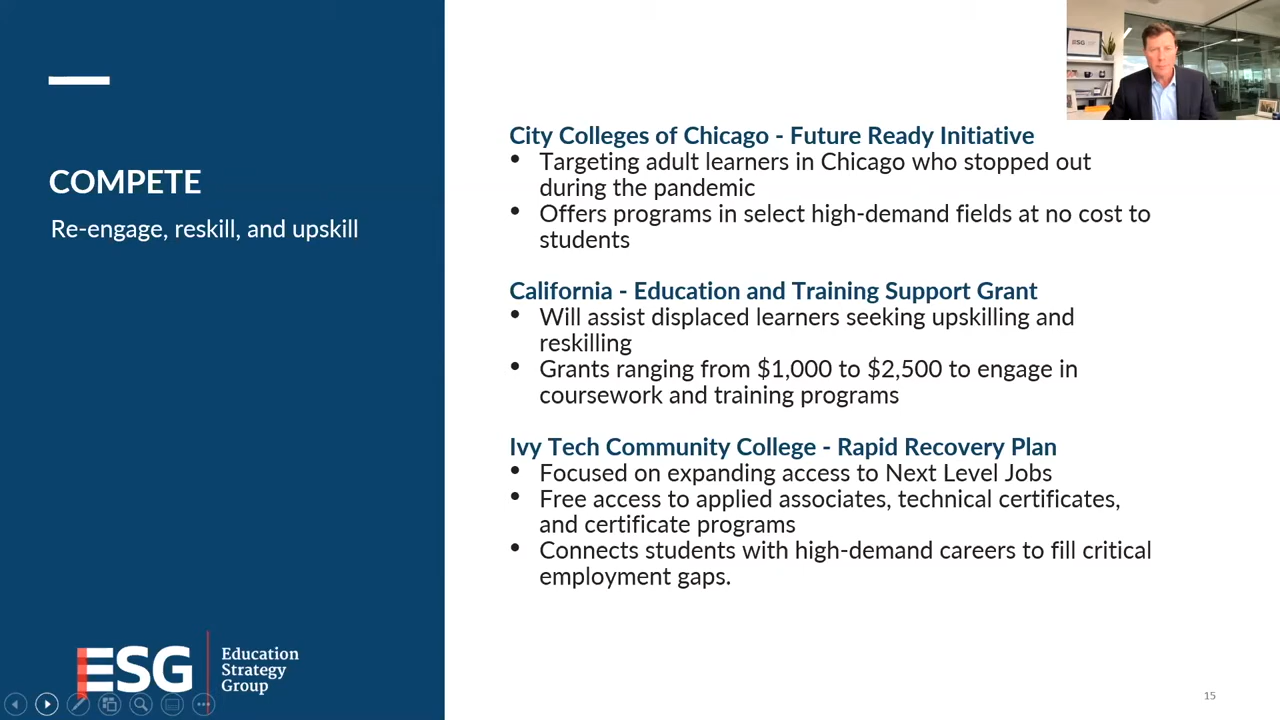 COMPETE
Re-engage, reskill, and upskill
City Colleges of Chicago - Future Ready Initiative
• Targeting adult learners in Chicago who stopped out
during the pandemic
• Offers programs in select high-demand fields at no cost to
students
California - Education and Training Support Grant
• Will assist displaced learners seeking upskilling and
reskilling
• Grants ranging from $1,000 to $2,500 to engage in
coursework and training programs
Ivy Tech Community College - Rapid Recovery Plan
• Focused on expanding access to Next Level Jobs
• Free access to applied associates, technical certificates,
and certificate programs
• Connects students with high-demand careers to fill critical
employment gaps.
ESG
Education
Strategy
Group
15
ESG